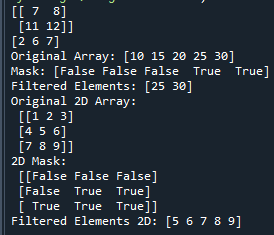 [[ 7  8]
 [11 12]]
[2 6 7]
Original Array: [10 15 20 25 30]
Mask: [False False False  True  True]
Filtered Elements: [25 30]
Original 2D Array:
 [[1 2 3]
 [4 5 6]
 [7 8 9]]
2D Mask:
 [[False False False]
 [False  True  True]
 [ True  True  True]]
Filtered Elements 2D: [5 6 7 8 9]